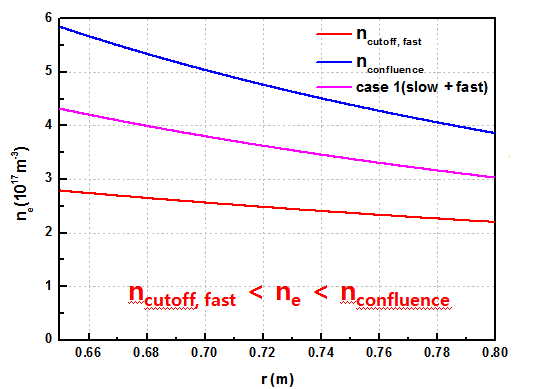 6
5
4
3
2
1
0
n_e (10^17 m^-3)
n_cutoff, fast
n_confluence
case 1(slow + fast)
n_cutoff, fast < n_e < n_confluence
0.66 0.68 0.70 0.72 0.74 0.76 0.78 0.80
r (m)